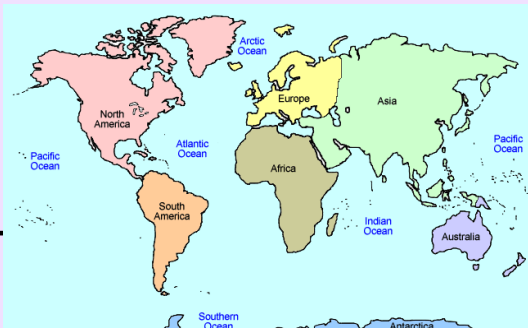 Arctic
Ocean
Europe
Asia
North
America
Pacific
Ocean
Atlantic
Ocean
Pacific
Ocean
Africa
South
America
Indian
Ocean
Australia
Southern
Ocean
Antarctica